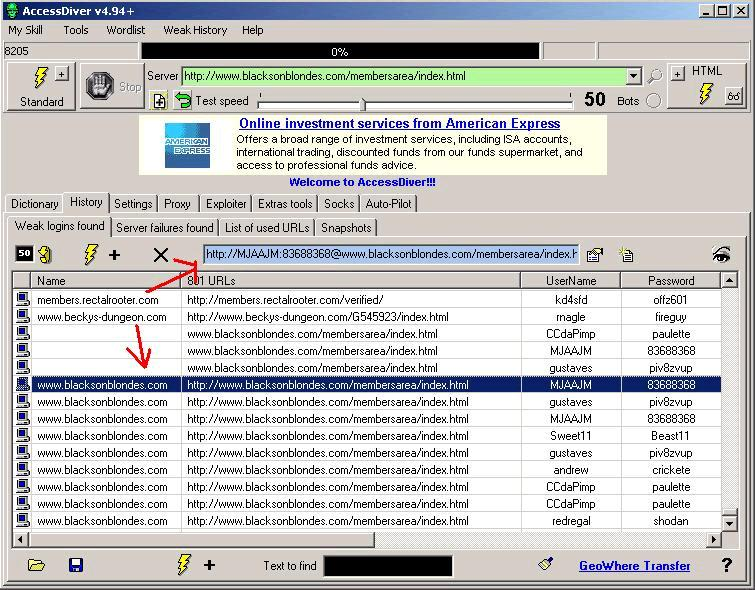 AccessDiver v4.94+
My Skill Tools Wordlist Weak History Help
8205 0%
Standard Stop Server http://www.blacksonblondes.com/membersarea/index.html HTML
Test speed 50 Bots
Online investment services from American Express
AMERICAN EXPRESS
Offers a broad range of investment services, including ISA accounts,
international trading, discounted funds from our funds supermarket, and
access to professional funds advice.
Welcome to AccessDiver!!!
Dictionary History Settings Proxy Exploiter Extras tools Socks Auto-Pilot
Weak logins found Server failures found List of used URLs Snapshots
50 http://MJAAJM:83688368@www.blacksonblondes.com/membersarea/index.h
Name 801 URLs UserName Password
members.rectalrooter.com http://members.rectalrooter.com/verified/ kd4sfd offz601
www.beckys-dungeon.com http://www.beckys-dungeon.com/G545923/index.html rnagle fireguy
www.blacksonblondes.com/membersarea/index.html CCdaPimp paulette
www.blacksonblondes.com/membersarea/index.html MJAAJM 83688368
www.blacksonblondes.com/membersarea/index.html gustaves piv8zvup
www.blacksonblondes.com http://www.blacksonblondes.com/membersarea/index.html MJAAJM 83688368
www.blacksonblondes.com http://www.blacksonblondes.com/membersarea/index.html gustaves piv8zvup
www.blacksonblondes.com http://www.blacksonblondes.com/membersarea/index.html MJAAJM 83688368
www.blacksonblondes.com http://www.blacksonblondes.com/membersarea/index.html Sweet11 Beast11
www.blacksonblondes.com http://www.blacksonblondes.com/membersarea/index.html gustaves piv8zvup
www.blacksonblondes.com http://www.blacksonblondes.com/membersarea/index.html andrew crickete
www.blacksonblondes.com http://www.blacksonblondes.com/membersarea/index.html CCdaPimp paulette
www.blacksonblondes.com http://www.blacksonblondes.com/membersarea/index.html CCdaPimp paulette
www.blacksonblondes.com http://www.blacksonblondes.com/membersarea/index.html redregal shodan
Text to find GeoWhere Transfer ?